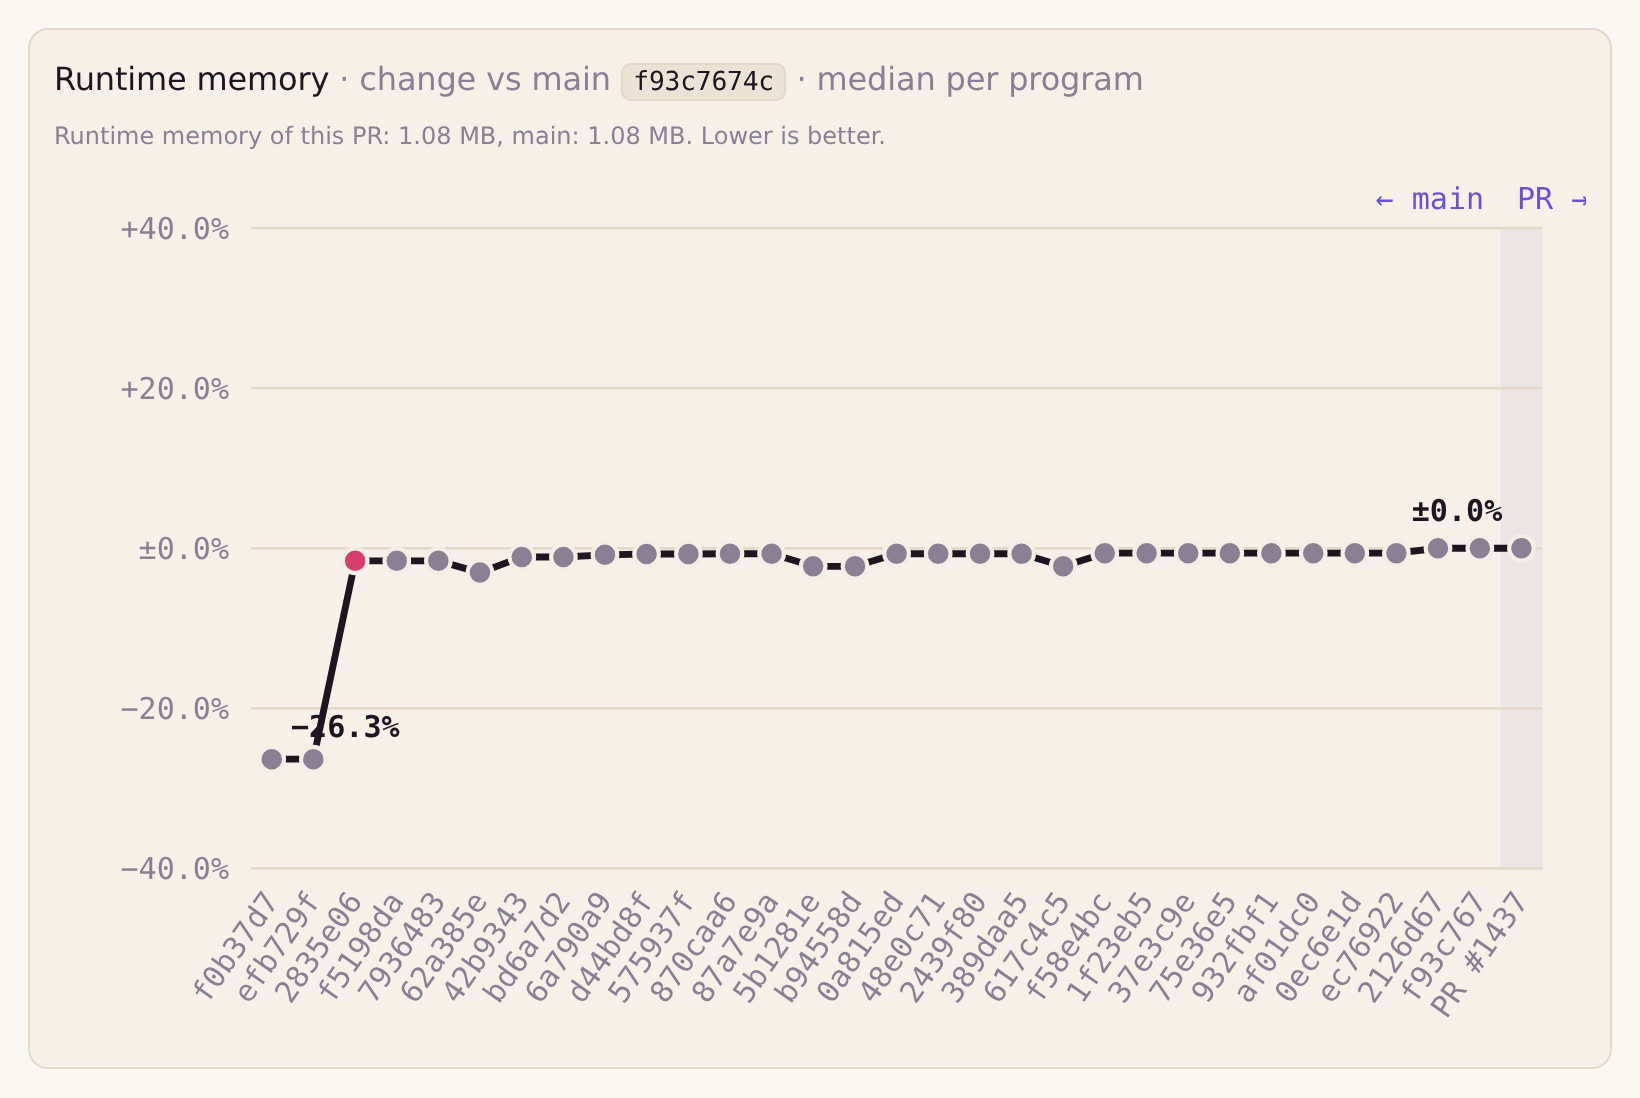 Runtime memory · change vs main f93c7674c · median per program
Runtime memory of this PR: 1.08 MB, main: 1.08 MB. Lower is better.
← main PR →
+40.0%
+20.0%
±0.0%
±0.0%
−20.0%
−26.3%
−40.0%
f0b37d7
efb729f
2835e06
f5198da
7936483
62a385e
42b9343
bd6a7d2
6a790a9
d44bd8f
575937f
870caa6
87a7e9a
5b1281e
b94558d
0a815ed
48e0c71
2439f80
389daa5
617c4c5
f58e4bc
1f23eb5
37e3c9e
75e36e5
932fbf1
af01dc0
0ec6e1d
ec76922
2126d67
f93c767
PR #1437